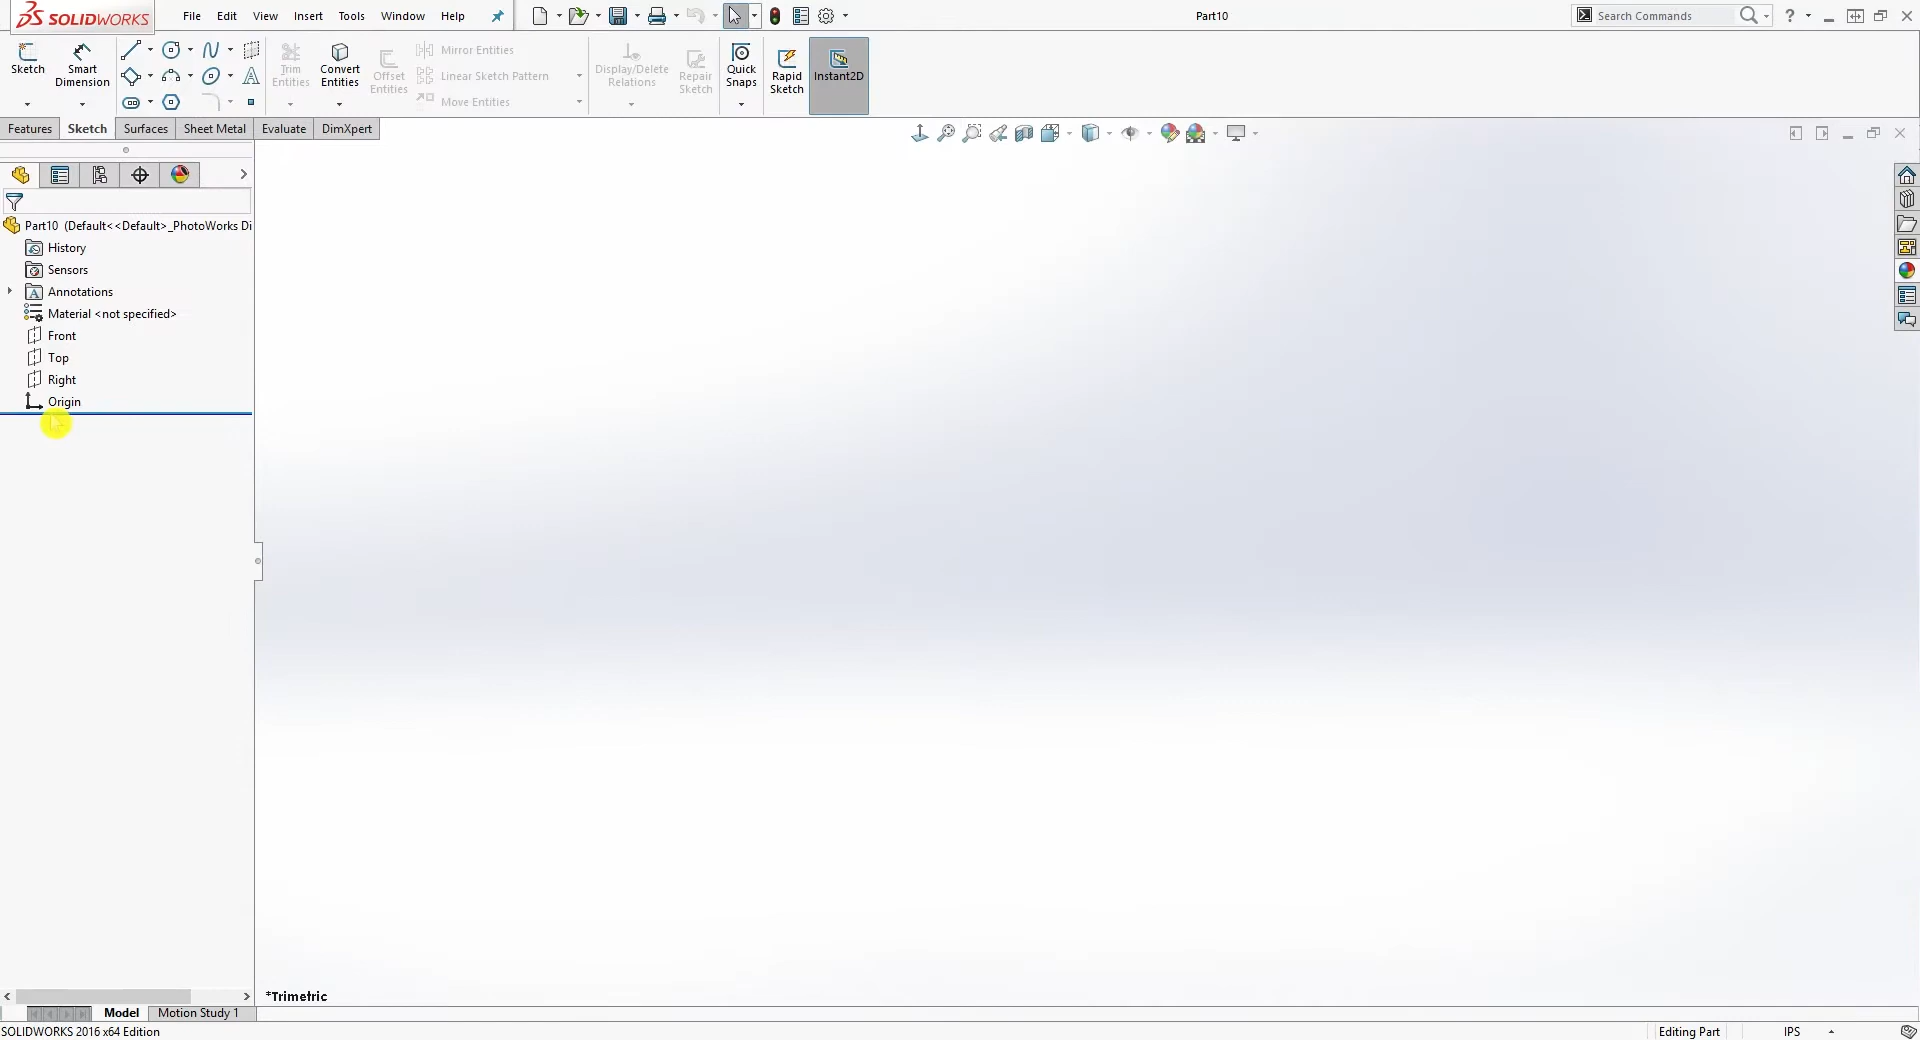 SOLIDWORKS File Edit View Insert Tools Window Help Part10 Search Commands
Sketch
Smart
Dimension
Trim
Entities
Convert
Entities
Offset
Entities
Mirror Entities
Linear Sketch Pattern
Move Entities
Display/Delete
Relations
Repair
Sketch
Quick
Snaps
Rapid
Sketch
Instant2D
Features Sketch Surfaces Sheet Metal Evaluate DimXpert
Part10 (Default<<Default>_PhotoWorks Di
History
Sensors
Annotations
Material <not specified>
Front
Top
Right
Origin
*Trimetric
Model Motion Study 1
SOLIDWORKS 2016 x64 Edition Editing Part IPS